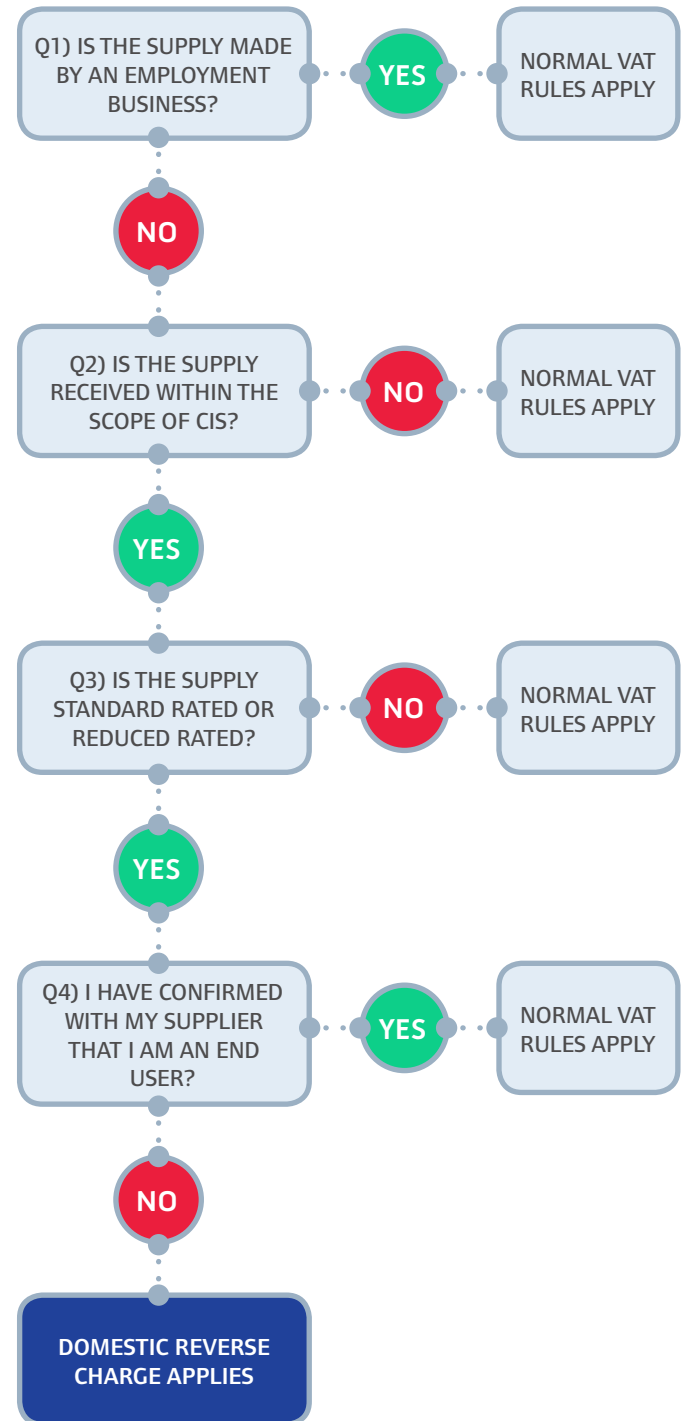 Q1) IS THE SUPPLY MADE
BY AN EMPLOYMENT
BUSINESS?
YES
NORMAL VAT
RULES APPLY
NO
Q2) IS THE SUPPLY
RECEIVED WITHIN THE
SCOPE OF CIS?
NO
NORMAL VAT
RULES APPLY
YES
Q3) IS THE SUPPLY
STANDARD RATED OR
REDUCED RATED?
NO
NORMAL VAT
RULES APPLY
YES
Q4) I HAVE CONFIRMED
WITH MY SUPPLIER
THAT I AM AN END
USER?
YES
NORMAL VAT
RULES APPLY
NO
DOMESTIC REVERSE
CHARGE APPLIES